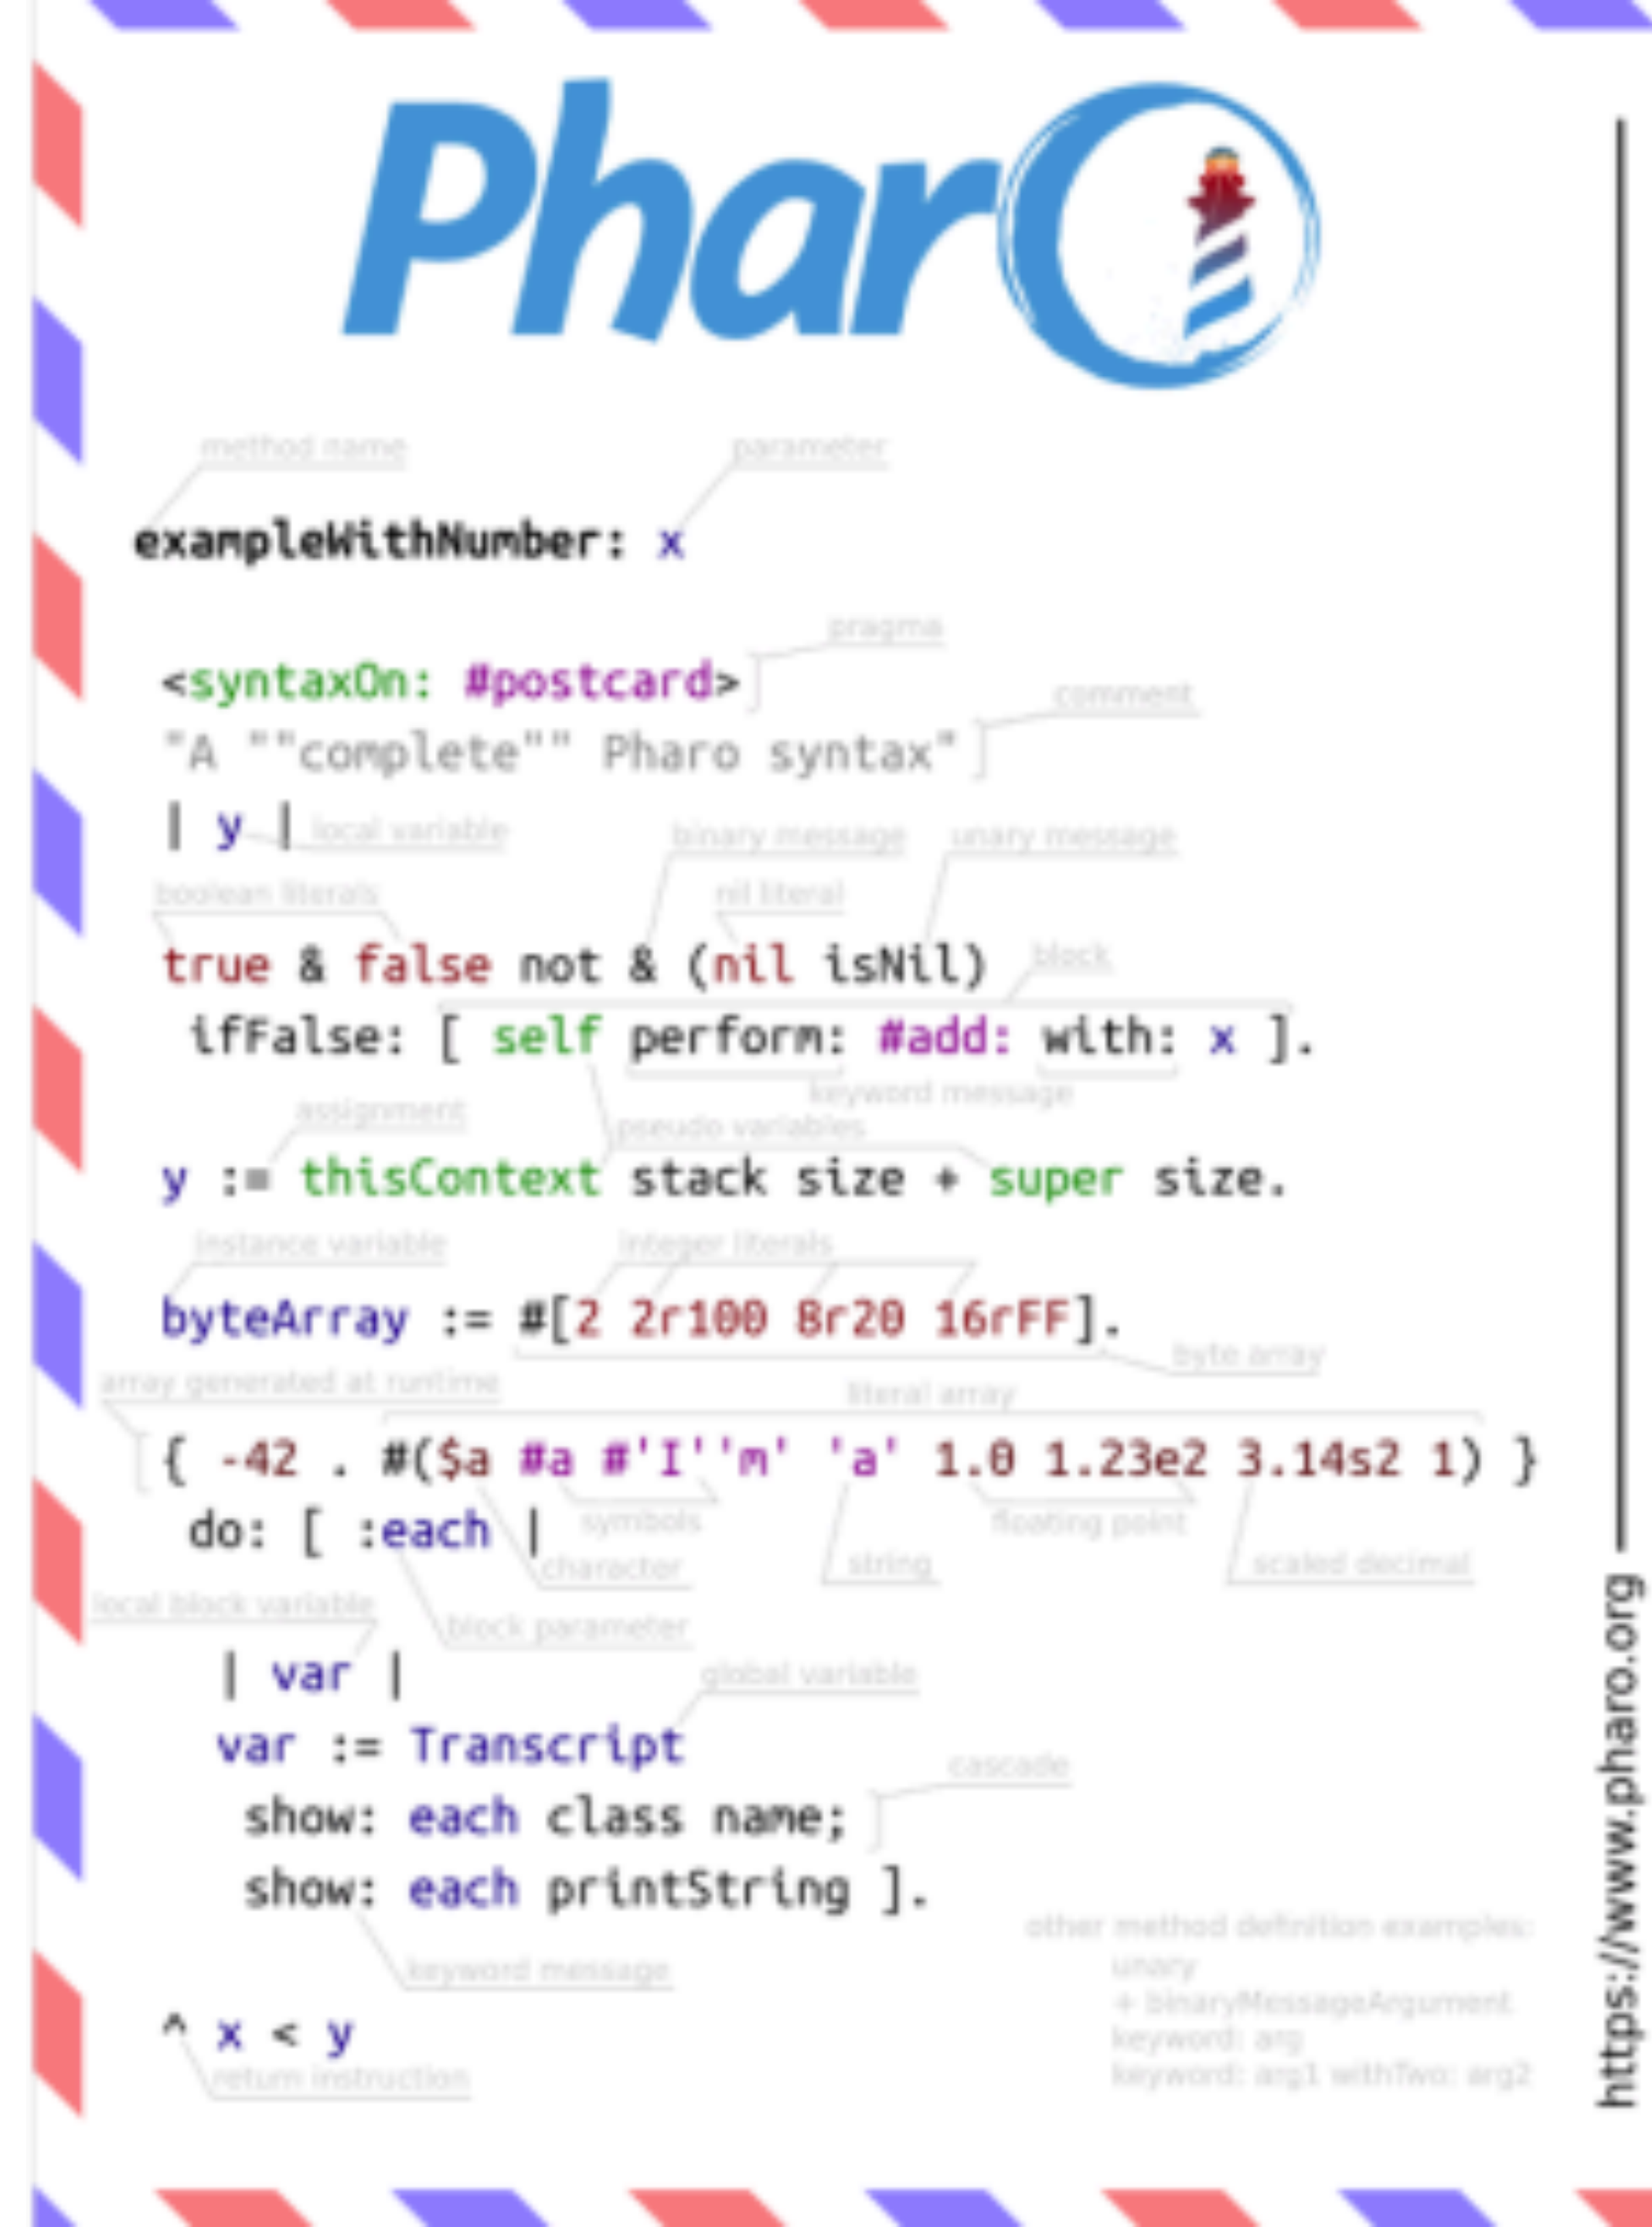 Pharo
method name parameter
exampleWithNumber: x
pragma
<syntaxOn: #postcard>
comment
"A ""complete"" Pharo syntax"
| y | local variable
binary message unary message
boolean literals nil literal
true & false not & (nil isNil)
block
ifFalse: [ self perform: #add: with: x ].
keyword message
assignment
pseudo variables
y := thisContext stack size + super size.
instance variable integer literals
byteArray := #[2 2r100 8r20 16rFF].
byte array
array generated at runtime
literal array
{ -42 . #($a #a #'I''m' 'a' 1.0 1.23e2 3.14s2 1) }
symbols floating point
do: [ :each |
character string scaled decimal
local block variable
block parameter
| var |
global variable
var := Transcript
cascade
show: each class name;
show: each printString ].
keyword message
^ x < y
return instruction
other method definition examples:
unary
+ binaryMessageArgument
keyword: arg
keyword: arg1 withTwo: arg2
https://www.pharo.org